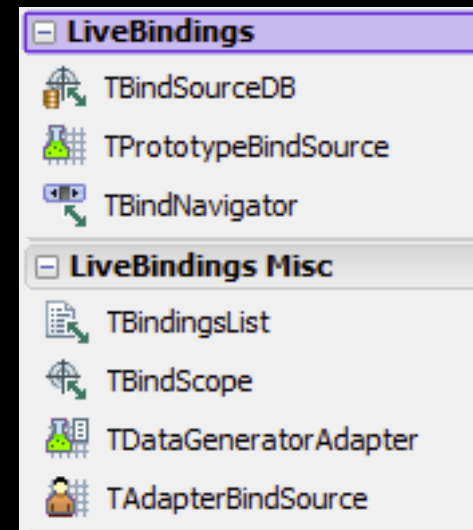 LiveBindings
TBindSourceDB
TPrototypeBindSource
TBindNavigator
LiveBindings Misc
TBindingsList
TBindScope
TDataGeneratorAdapter
TAdapterBindSource